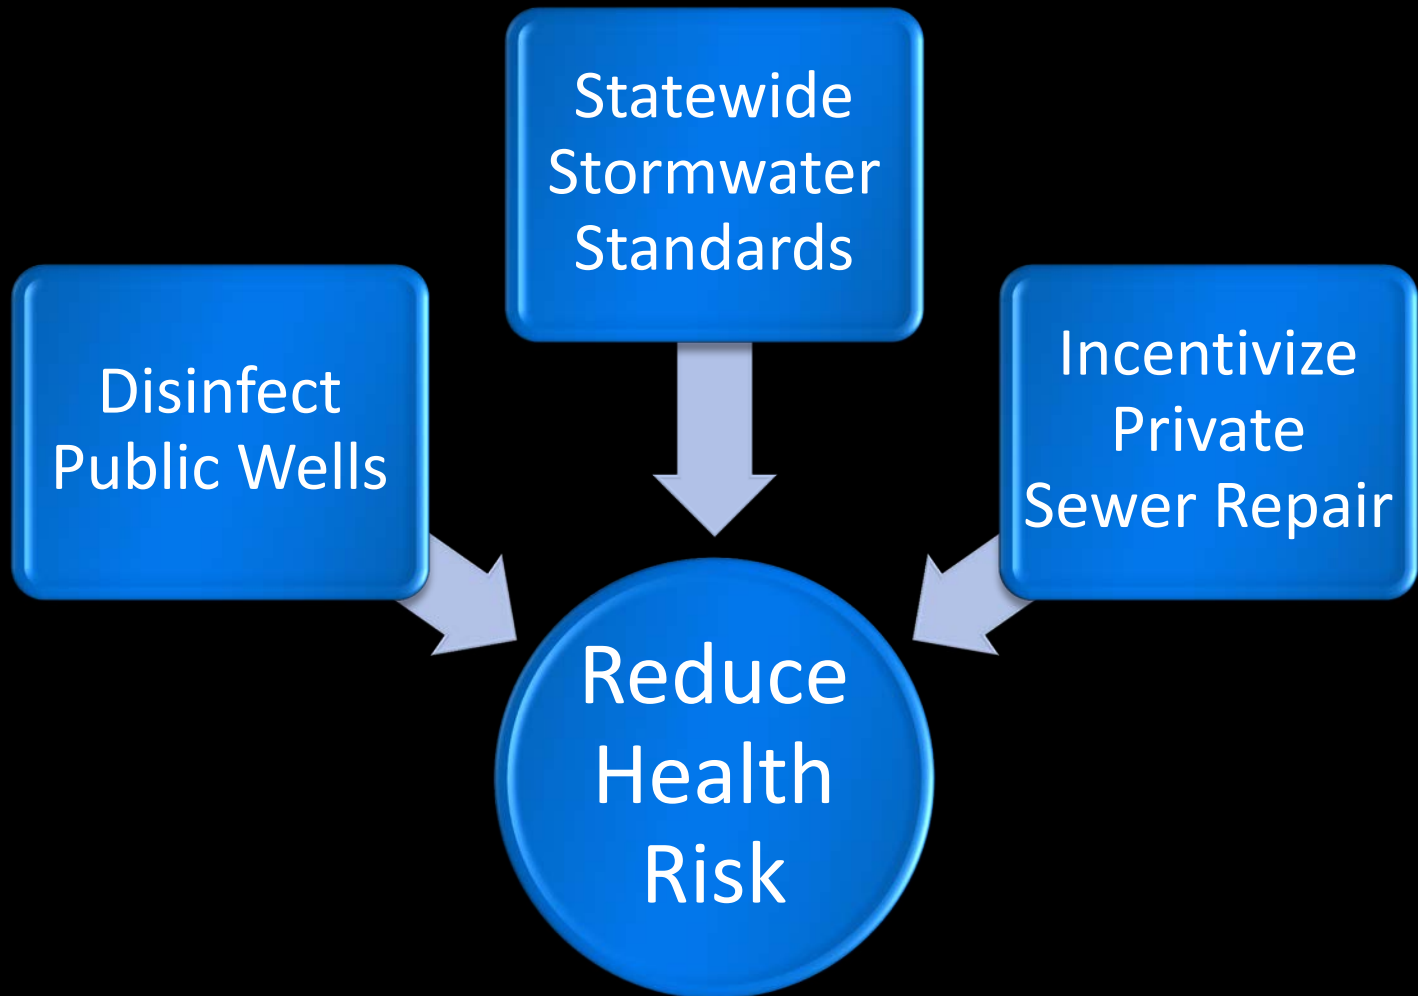 Statewide
Stormwater
Standards
Disinfect
Public Wells
Incentivize
Private
Sewer Repair
Reduce
Health
Risk